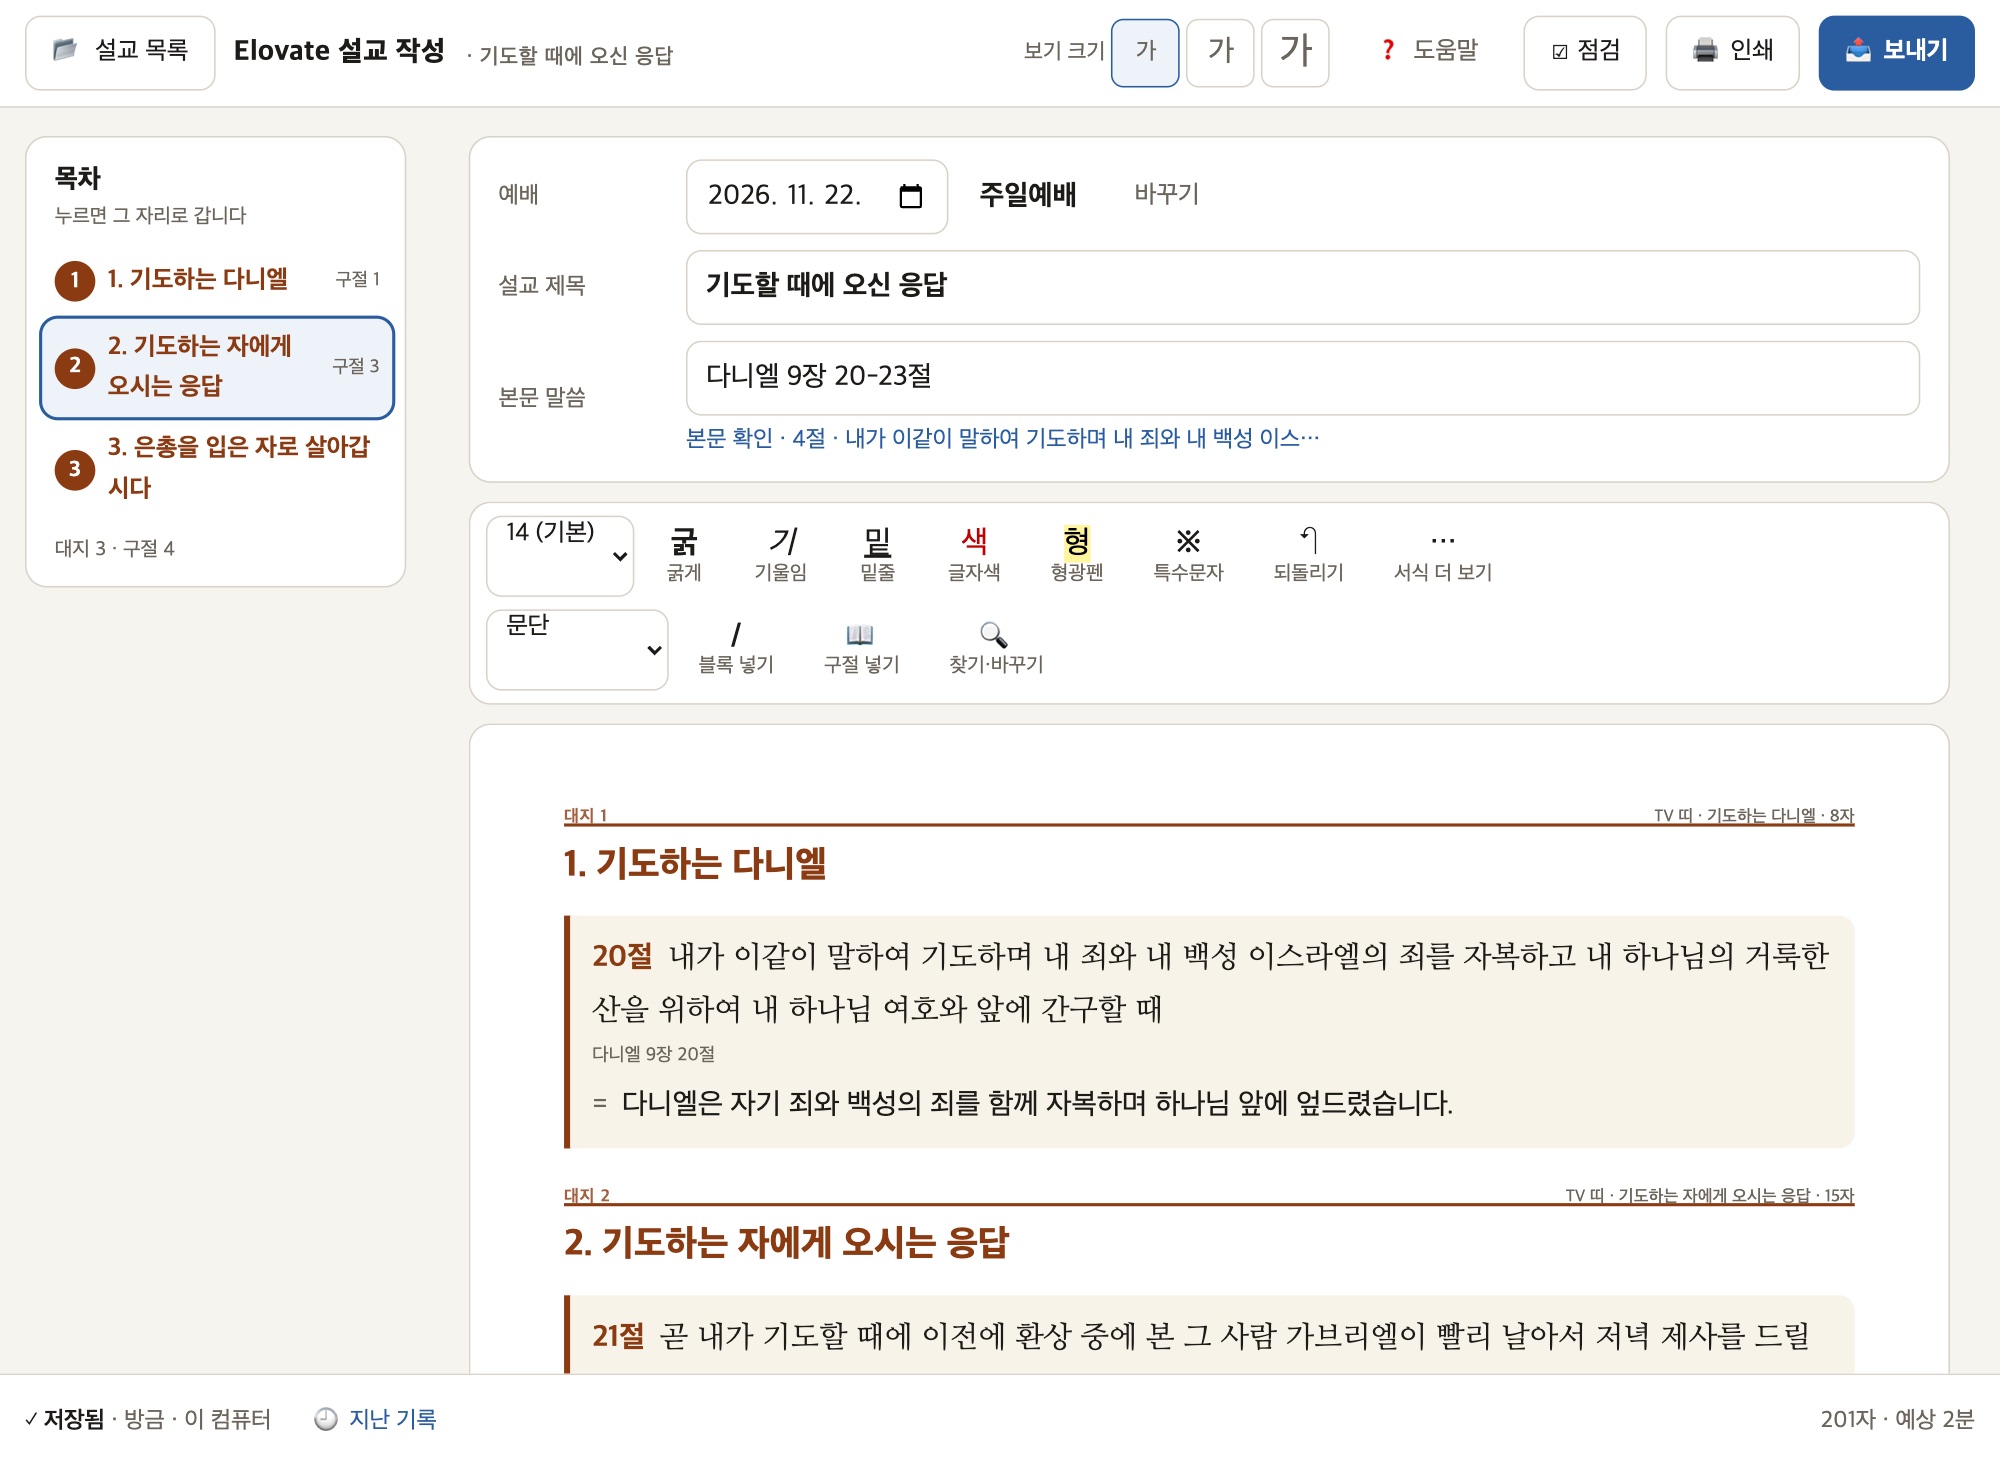 설교 목록 Elovate 설교 작성 · 기도할 때에 오신 응답 보기 크기 가 가 가 ? 도움말 ☑ 점검 인쇄 보내기
목차
누르면 그 자리로 갑니다
1 1. 기도하는 다니엘 구절 1
2 2. 기도하는 자에게 오시는 응답 구절 3
3 3. 은총을 입은 자로 살아갑
시다
대지 3 · 구절 4
예배 2026. 11. 22. 주일예배 바꾸기
설교 제목 기도할 때에 오신 응답
본문 말씀 다니엘 9장 20-23절
본문 확인 · 4절 · 내가 이같이 말하여 기도하며 내 죄와 내 백성 이스…
14 (기본) 굵 기 밑 색 형 ※ ↶ …
굵게 기울임 밑줄 글자색 형광펜 특수문자 되돌리기 서식 더 보기
문단 /
블록 넣기 구절 넣기 찾기·바꾸기
대지 1 TV 띠 · 기도하는 다니엘 · 8자
1. 기도하는 다니엘
20절 내가 이같이 말하여 기도하며 내 죄와 내 백성 이스라엘의 죄를 자복하고 내 하나님의 거룩한
산을 위하여 내 하나님 여호와 앞에 간구할 때
다니엘 9장 20절
= 다니엘은 자기 죄와 백성의 죄를 함께 자복하며 하나님 앞에 엎드렸습니다.
대지 2 TV 띠 · 기도하는 자에게 오시는 응답 · 15자
2. 기도하는 자에게 오시는 응답
21절 곧 내가 기도할 때에 이전에 환상 중에 본 그 사람 가브리엘이 빨리 날아서 저녁 제사를 드릴
✓ 저장됨 · 방금 · 이 컴퓨터 지난 기록 201자 · 예상 2분